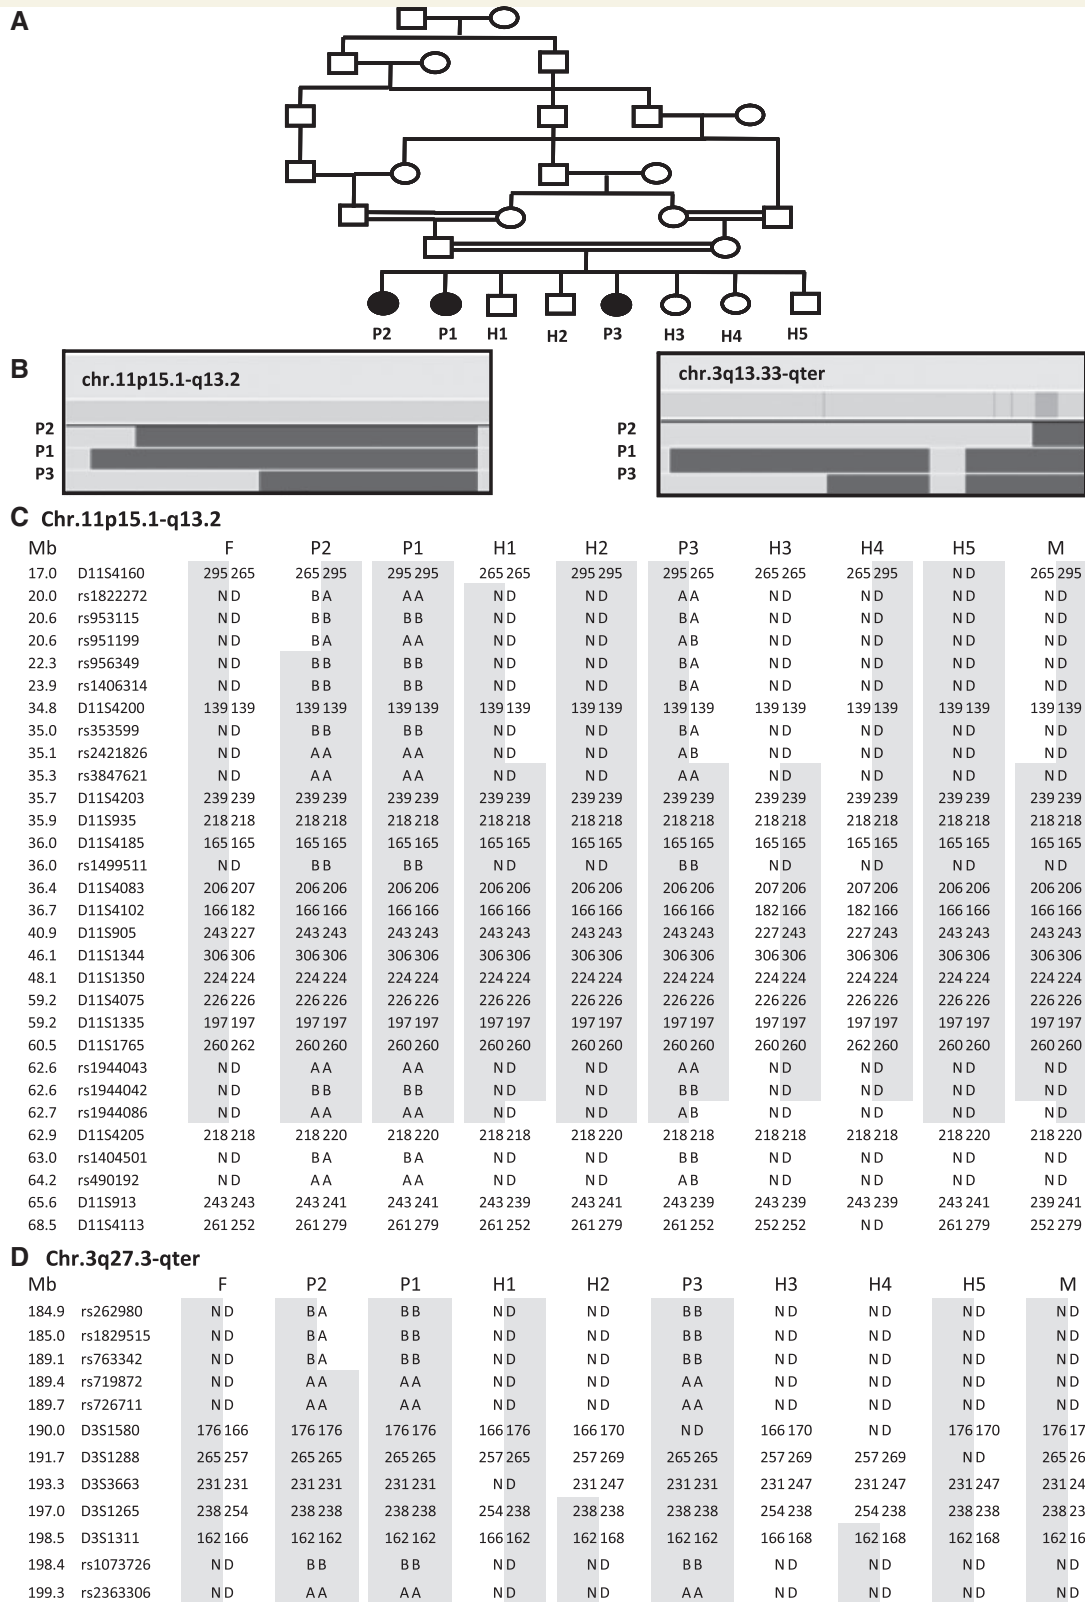 A
P2 P1 H1 H2 P3 H3 H4 H5
B
chr.11p15.1-q13.2
chr.3q13.33-qter
P2
P1
P3
P2
P1
P3
C Chr.11p15.1-q13.2
Mb F P2 P1 H1 H2 P3 H3 H4 H5 M
17.0 D11S4160 295 265 265 295 295 295 265 265 295 295 295 265 265 295 265 295 N D 265 295
20.0 rs1822272 N D B A A A N D N D A A N D N D N D N D
20.6 rs953115 N D B B B B N D N D B A N D N D N D N D
20.6 rs951199 N D B A A A N D N D A B N D N D N D N D
22.3 rs956349 N D B B B B N D N D B A N D N D N D N D
23.9 rs1406314 N D B B B B N D N D B A N D N D N D N D
34.8 D11S4200 139 139 139 139 139 139 139 139 139 139 139 139 139 139 139 139 139 139 139 139
35.0 rs353599 N D B B B B N D N D B A N D N D N D N D
35.1 rs2421826 N D A A A A N D N D A B N D N D N D N D
35.3 rs3847621 N D A A A A N D N D A A N D N D N D N D
35.7 D11S4203 239 239 239 239 239 239 239 239 239 239 239 239 239 239 239 239 239 239 239 239
35.9 D11S935 218 218 218 218 218 218 218 218 218 218 218 218 218 218 218 218 218 218 218 218
36.0 D11S4185 165 165 165 165 165 165 165 165 165 165 165 165 165 165 165 165 165 165 165 165
36.0 rs1499511 N D B B B B N D N D B B N D N D N D N D
36.4 D11S4083 206 207 206 206 206 206 206 206 206 206 206 206 207 206 207 206 206 206 206 206
36.7 D11S4102 166 182 166 166 166 166 166 166 166 166 166 166 182 166 182 166 166 166 166 166
40.9 D11S905 243 227 243 243 243 243 243 243 243 243 243 243 227 243 227 243 243 243 243 243
46.1 D11S1344 306 306 306 306 306 306 306 306 306 306 306 306 306 306 306 306 306 306 306 306
48.1 D11S1350 224 224 224 224 224 224 224 224 224 224 224 224 224 224 224 224 224 224 224 224
59.2 D11S4075 226 226 226 226 226 226 226 226 226 226 226 226 226 226 226 226 226 226 226 226
59.2 D11S1335 197 197 197 197 197 197 197 197 197 197 197 197 197 197 197 197 197 197 197 197
60.5 D11S1765 260 262 260 260 260 260 260 260 260 260 260 260 260 260 262 260 260 260 260 260
62.6 rs1944043 N D A A A A N D N D A A N D N D N D N D
62.6 rs1944042 N D B B B B N D N D B B N D N D N D N D
62.7 rs1944086 N D A A A A N D N D A B N D N D N D N D
62.9 D11S4205 218 218 218 220 218 220 218 218 218 220 218 218 218 218 218 218 218 220 218 220
63.0 rs1404501 N D B A B A N D N D B B N D N D N D N D
64.2 rs490192 N D A A A A N D N D A B N D N D N D N D
65.6 D11S913 243 243 243 241 243 241 243 239 243 241 243 239 243 239 243 239 243 241 239 241
68.5 D11S4113 261 252 261 279 261 279 261 252 261 279 261 252 252 252 N D 261 279 252 279
D Chr.3q27.3-qter
Mb F P2 P1 H1 H2 P3 H3 H4 H5 M
184.9 rs262980 N D B A B B N D N D B B N D N D N D N D
185.0 rs1829515 N D B A B B N D N D B B N D N D N D N D
189.1 rs763342 N D B A B B N D N D B B N D N D N D N D
189.4 rs719872 N D A A A A N D N D A A N D N D N D N D
189.7 rs726711 N D A A A A N D N D A A N D N D N D N D
190.0 D3S1580 176 166 176 176 176 176 166 176 166 170 N D 166 170 N D 176 170 176 17
191.7 D3S1288 265 257 265 265 265 265 257 265 257 269 265 265 257 269 257 269 N D 265 26
193.3 D3S3663 231 231 231 231 231 231 N D 231 247 231 231 231 247 231 247 231 247 231 24
197.0 D3S1265 238 254 238 238 238 238 254 238 238 238 238 238 254 238 254 238 238 238 238 23
198.5 D3S1311 162 166 162 162 162 162 166 162 162 168 162 162 166 168 162 168 162 168 162 16
198.4 rs1073726 N D B B B B N D N D B B N D N D N D N D
199.3 rs2363306 N D A A A A N D N D A A N D N D N D N D